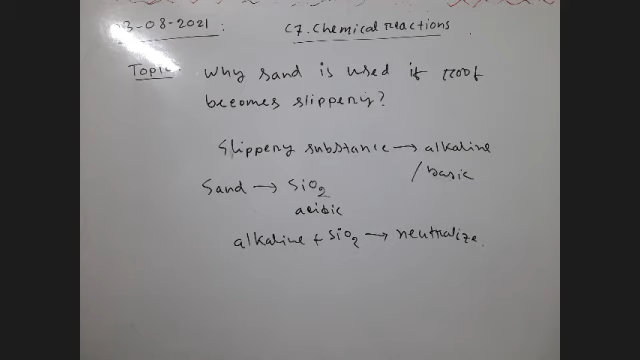 3-08-2021: C7. Chemical Reactions
Topic: Why sand is used if roof
becomes slippery?
Slippery substance → alkaline
/basic
Sand → SiO₂
acidic
alkaline + SiO₂ → neutralize.